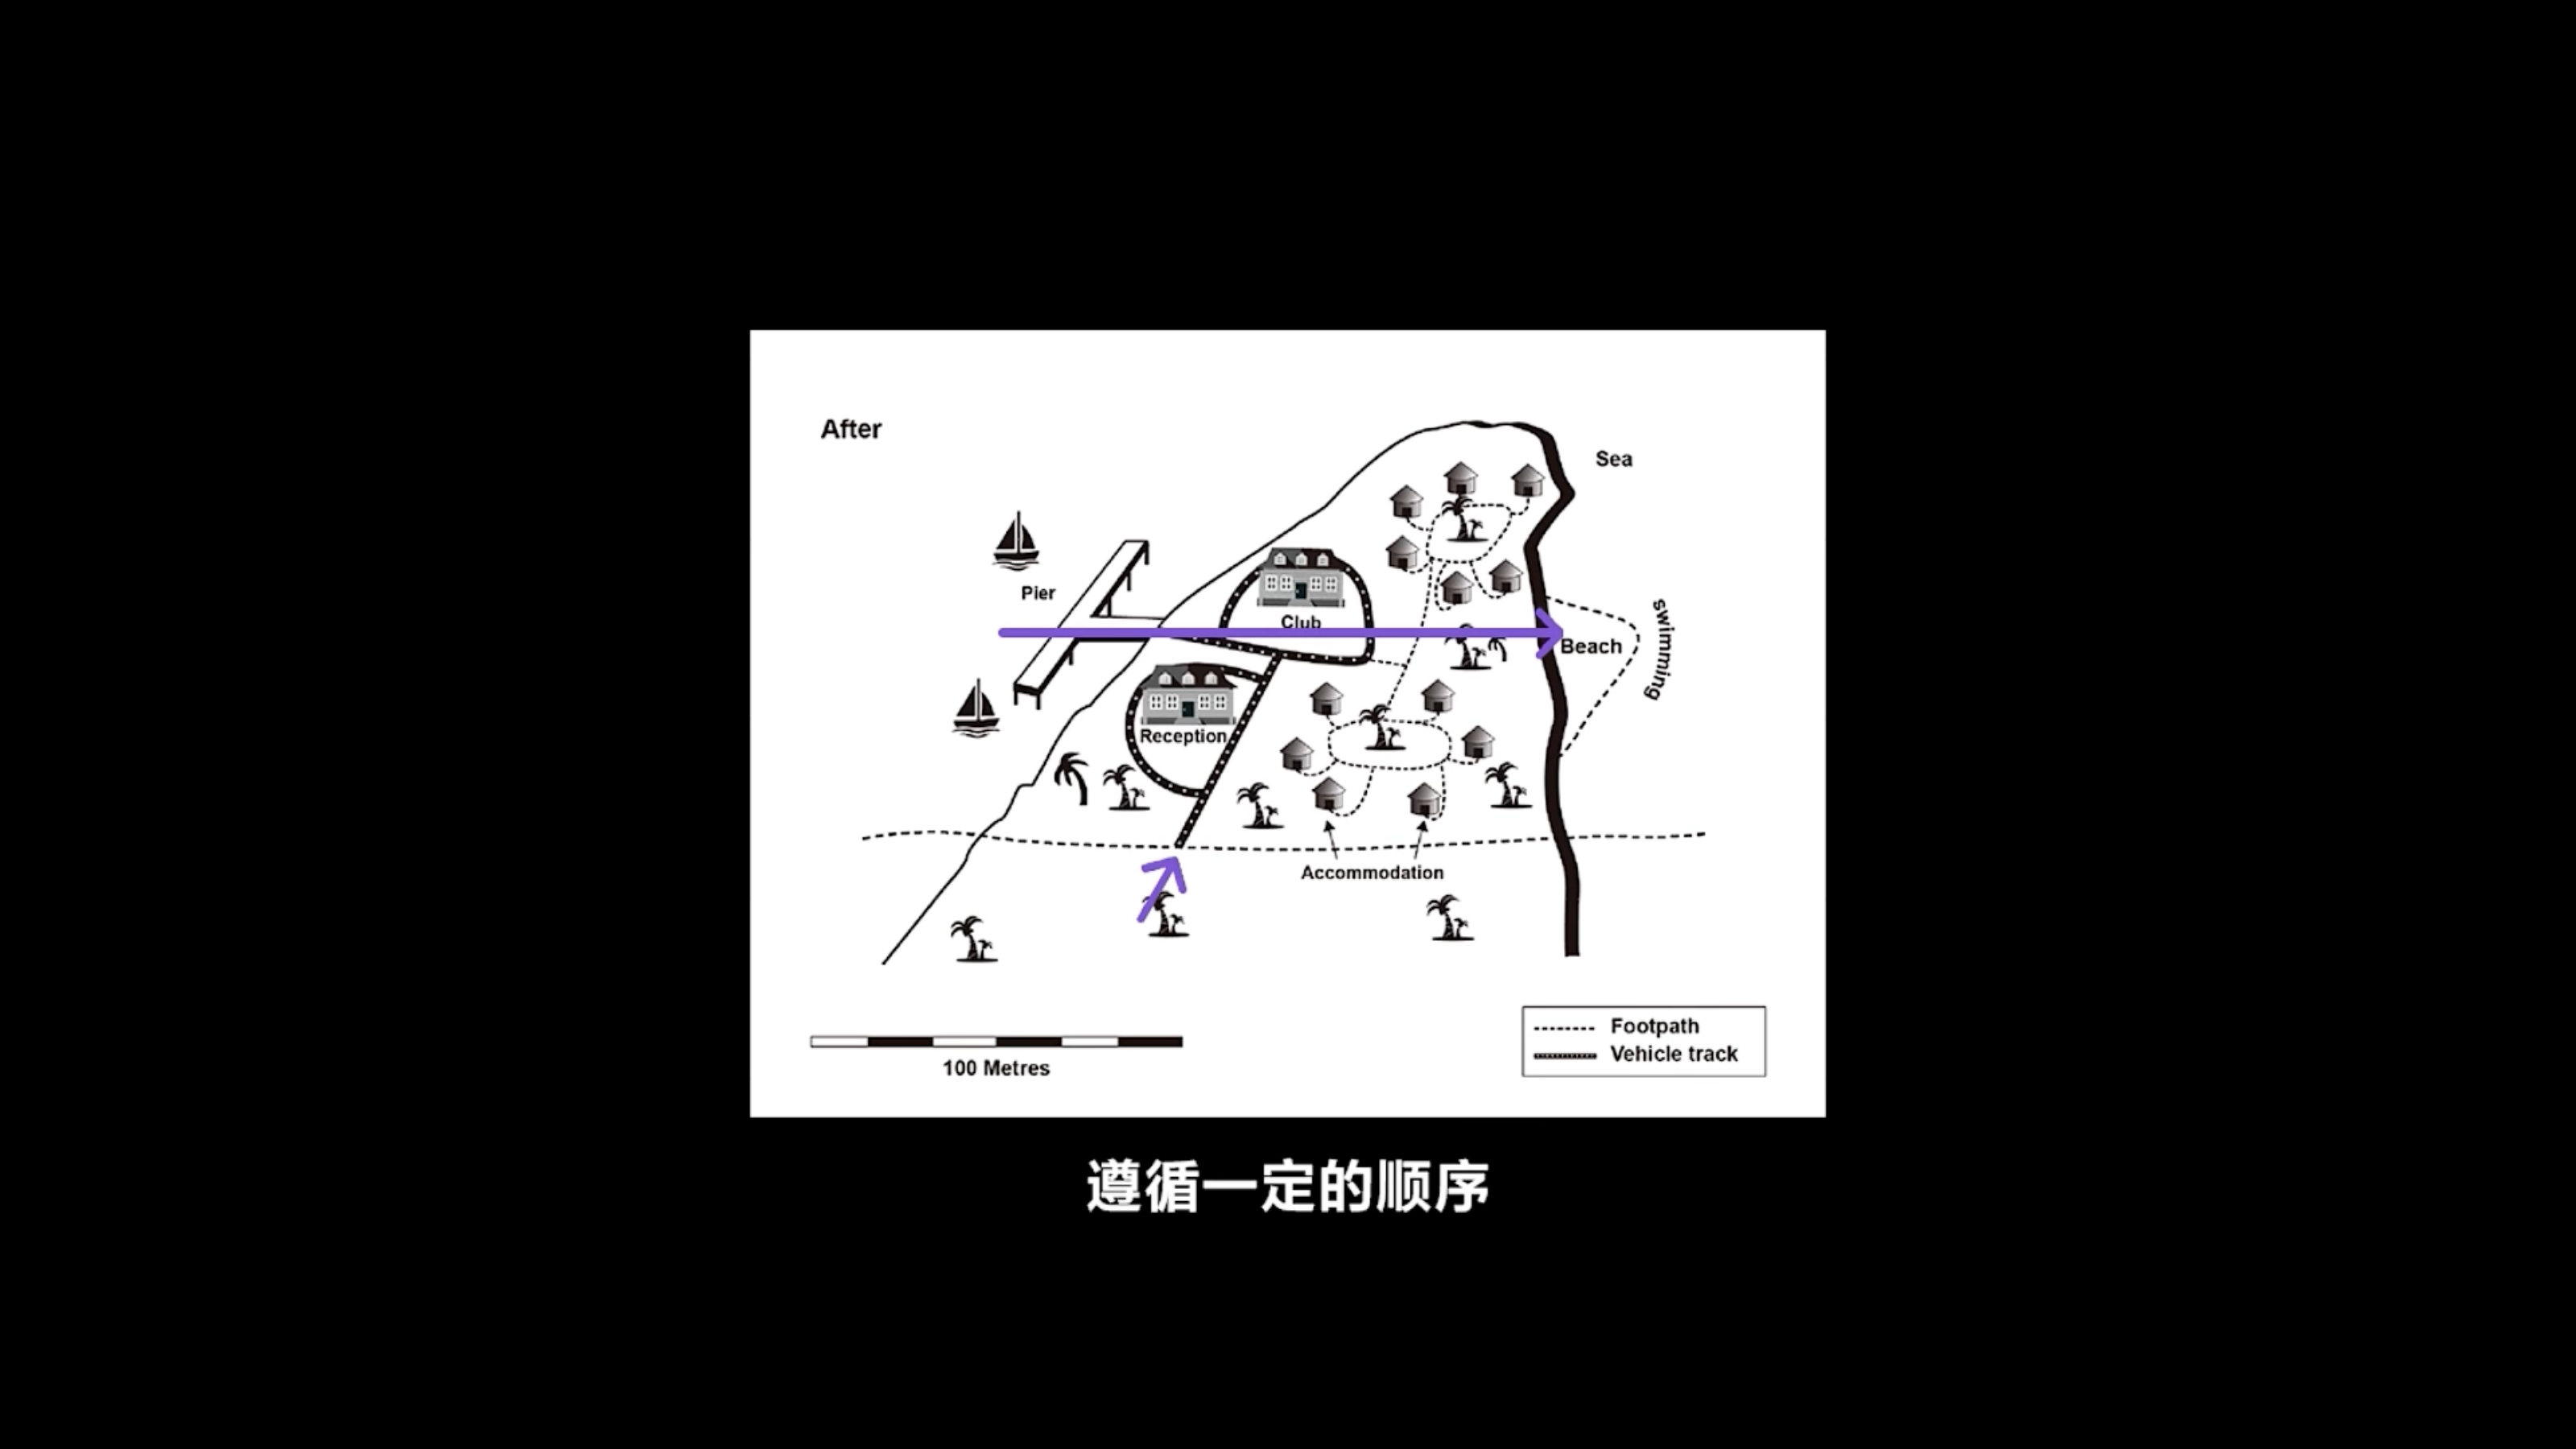 After
Sea
Pier
Club
Beach
swimming
Reception
Accommodation
Footpath
Vehicle track
100 Metres
遵循一定的顺序